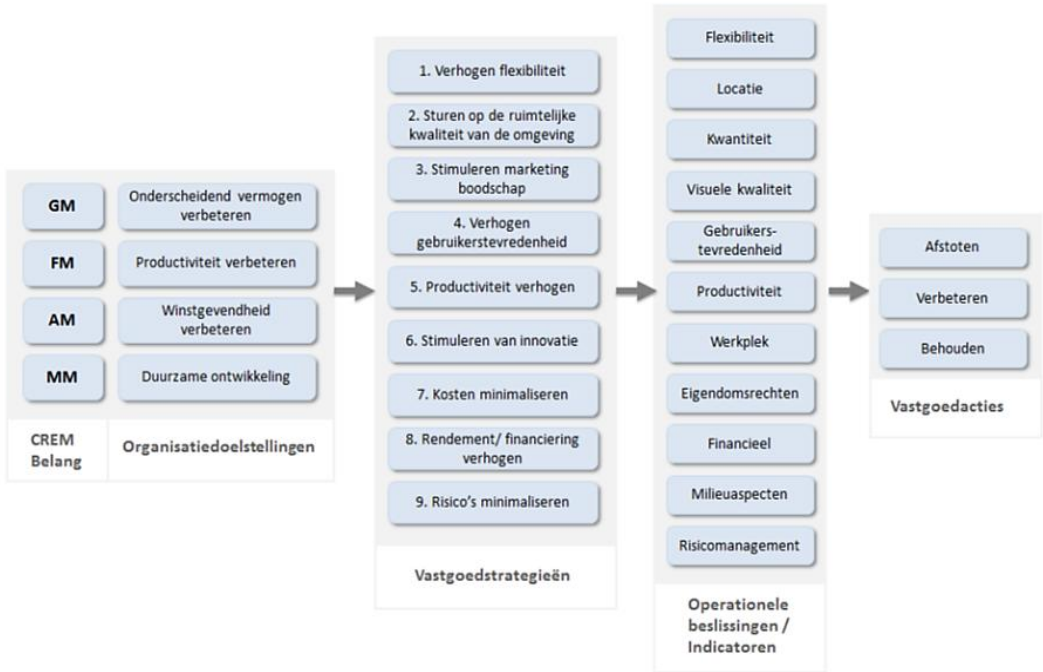 GM
Onderscheidend vermogen
verbeteren
FM
Productiviteit verbeteren
AM
Winstgevendheid
verbeteren
MM
Duurzame ontwikkeling
CREM
Belang
Organisatiedoelstellingen
1. Verhogen flexibiliteit
2. Sturen op de ruimtelijke
kwaliteit van de omgeving
3. Stimuleren marketing
boodschap
4. Verhogen
gebruikerstevredenheid
5. Productiviteit verhogen
6. Stimuleren van innovatie
7. Kosten minimaliseren
8. Rendement/ financiering
verhogen
9. Risico's minimaliseren
Vastgoedstrategieën
Flexibiliteit
Locatie
Kwantiteit
Visuele kwaliteit
Gebruikers-
tevredenheid
Productiviteit
Werkplek
Eigendomsrechten
Financieel
Milieuaspecten
Risicomanagement
Operationele
beslissingen /
Indicatoren
Afstoten
Verbeteren
Behouden
Vastgoedacties